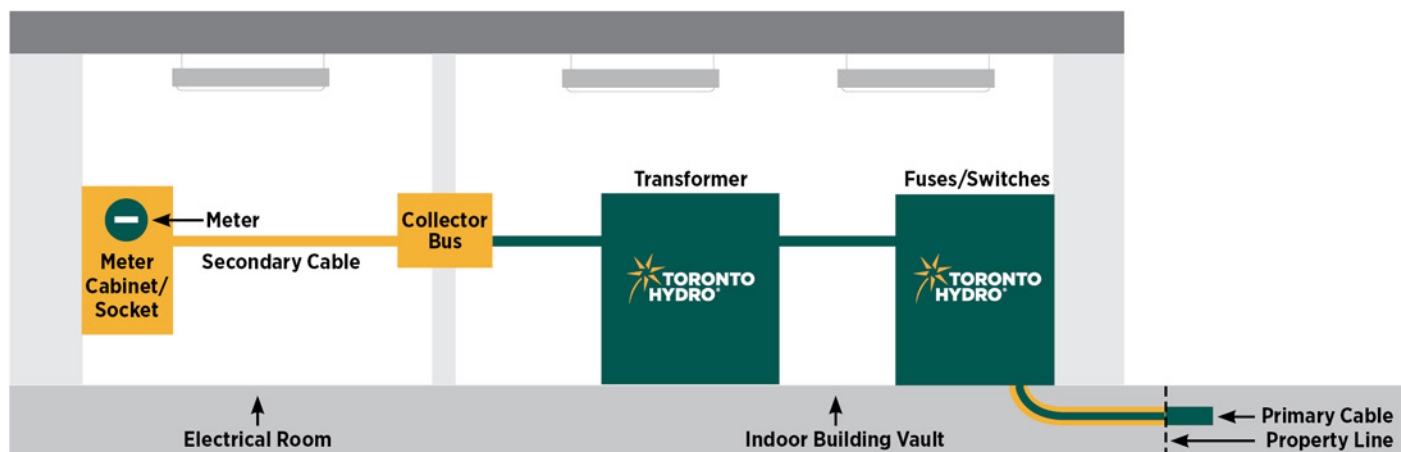 Transformer
Fuses/Switches
Meter
Collector
Bus
Secondary Cable
Meter
Cabinet/
Socket
TORONTO
HYDRO®
TORONTO
HYDRO®
Electrical Room
Indoor Building Vault
Primary Cable
Property Line